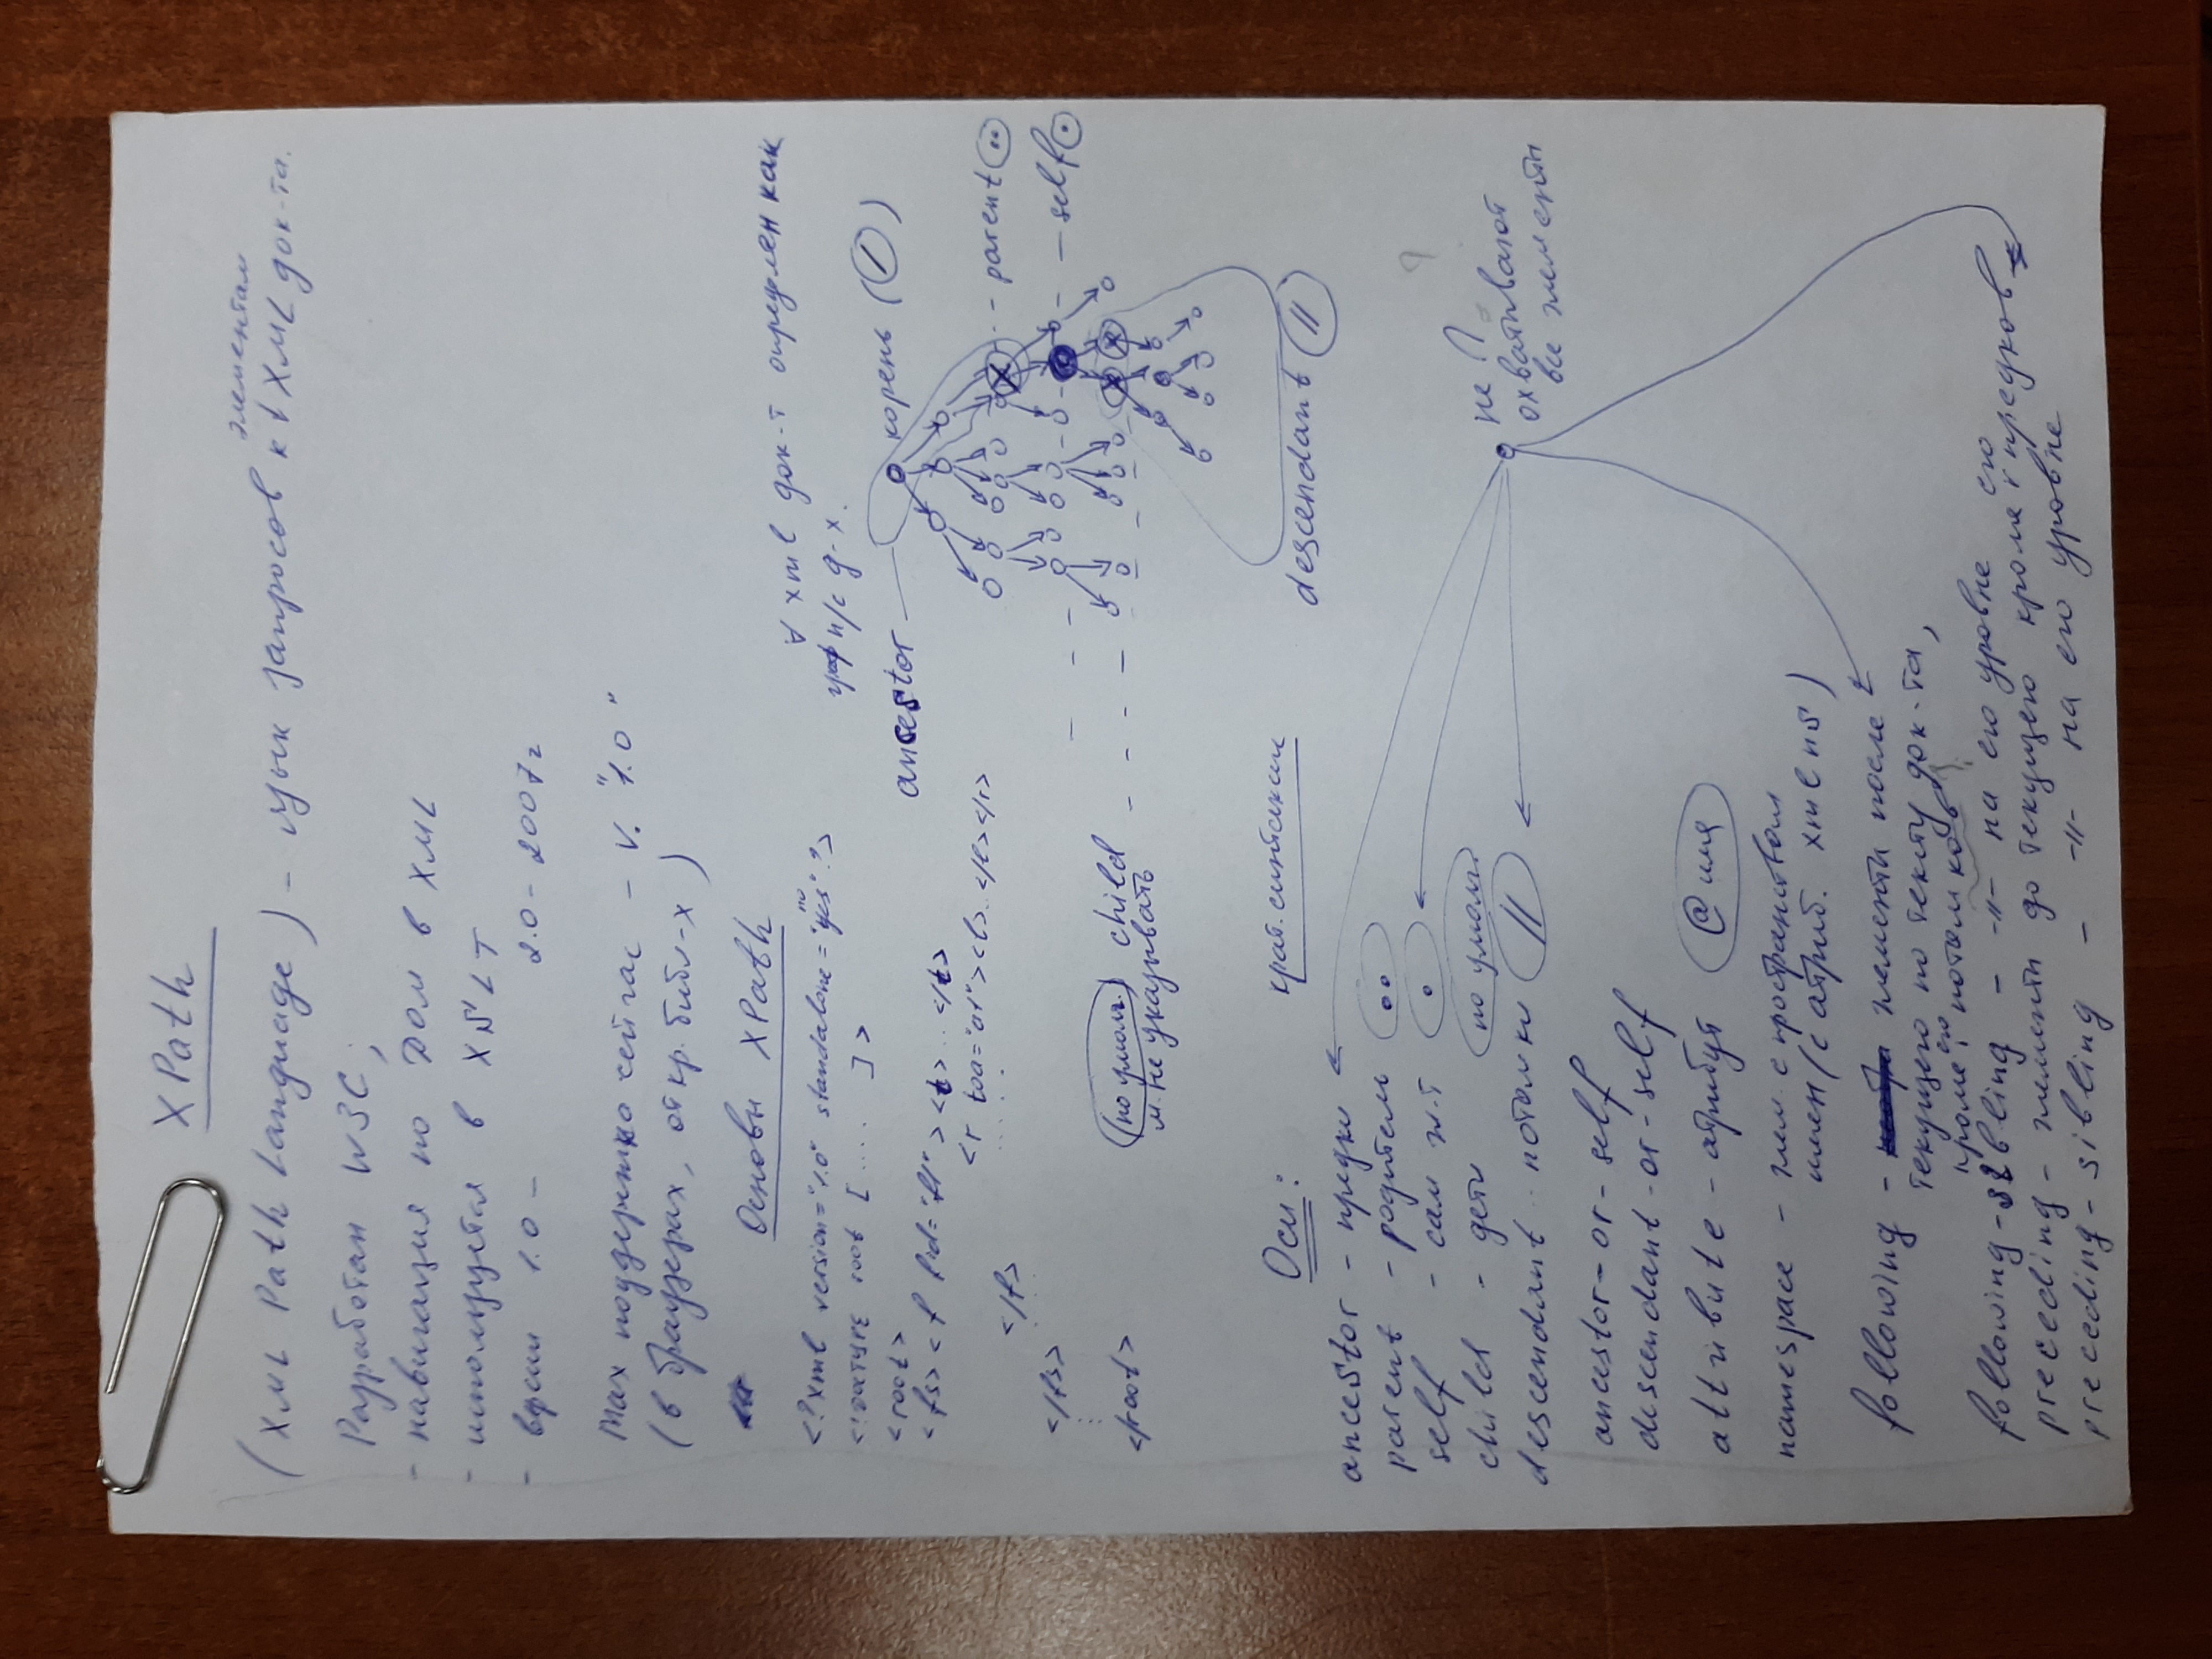 XPath
элементам
(XML Path Language) - язык запросов к XML док-та.
Разработан W3C;
- навигация по DOM в XML
- используется в XSLT
- версии 1.0 - 2.0 - 2007г
Max поддержка сейчас - v. "1.0"
(в браузерах, откр. библ-х)
Основы XPath
<?xml version="1.0" standalone="yes"?>
no
<!DOCTYPE root [ .... ]>
<root>
<fs><f fid="f1"><t>..</t>
<r toa="a1"><l>..</l></r>
......
</f>
.....
</fs>
</root>
∀ xml док-т определен как
граф п/с д-х.
ancestor
корень (/)
parent ..
self .
(по умолч.) child
м. не указывать
descendant //
Оси: крат. синтаксис
ancestor - предки
parent - родитель ..
self - сам эл-т .
child - дети по умолч.
descendant - потомки //
?
не
охватывают
все элементы
ancestor-or-self
descendant-or-self
attribute - атрибут @имя
namespace - элем. с пространством
имен (с атриб. xmlns)
following - элементы после
текущего по тексту док-та,
кроме его потомков ?
following-sibling - -//- на его уровне
preceding - элементы до текущего кроме его предков
preceding-sibling - -//- на его уровне